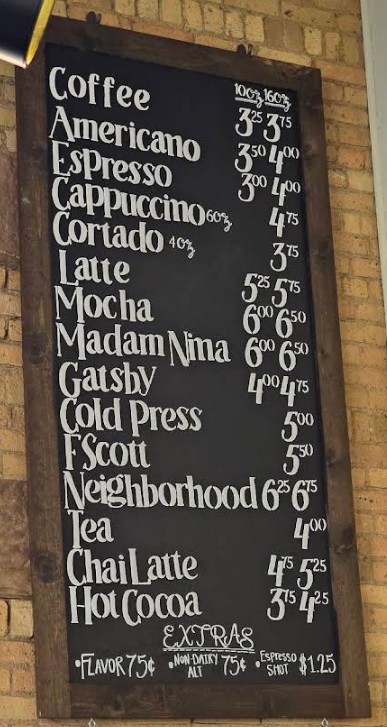 10oz 16oz
Coffee 3.25 3.75
Americano 3.50 4.00
Espresso 3.00 4.00
Cappuccino 6oz 4.75
Cortado 4oz 3.75
Latte 5.25 5.75
Mocha 6.00 6.50
Madam Nima 6.00 6.50
Gatsby 4.00 4.75
Cold Press 5.00
F Scott 5.50
Neighborhood 6.25 6.75
Tea 4.00
Chai Latte 4.75 5.25
Hot Cocoa 3.75 4.25
EXTRAS
•FLAVOR 75¢ •NON-DAIRY ALT 75¢ •ESPRESSO SHOT $1.25